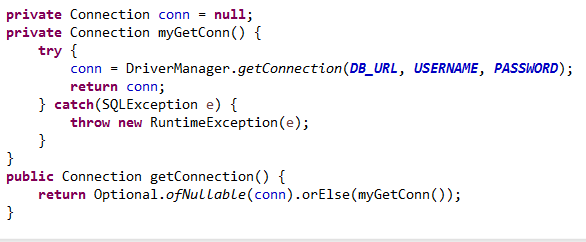 private Connection conn = null;
private Connection myGetConn() {
try {
conn = DriverManager.getConnection(DB_URL, USERNAME, PASSWORD);
return conn;
} catch(SQLException e) {
throw new RuntimeException(e);
}
}
public Connection getConnection() {
return Optional.ofNullable(conn).orElse(myGetConn());
}